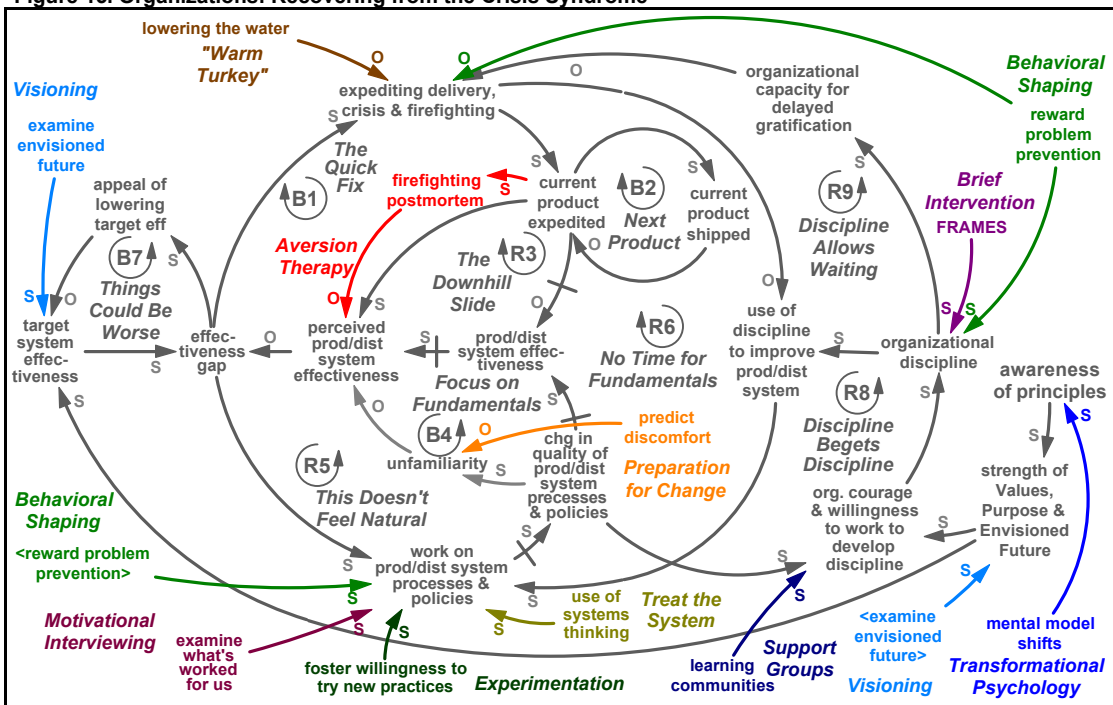 Figure Organizations: Recovering from the Crisis Syndrome
lowering the water
"Warm
Turkey"
O
O
expediting delivery,
crisis & firefighting
S
O
organizational
capacity for
delayed
gratification
S
Behavioral
Shaping
reward
problem
prevention
Visioning
examine
envisioned
future
appeal of
lowering
target eff
B7
Things
Could Be
Worse
S
O
S
target
system
effec-
tiveness
S
effec-
tiveness
gap
O
The
Quick
Fix
B1
firefighting
postmortem
S
Aversion
Therapy
O
S
perceived
prod/dist
system
effectiveness
S
current
product
expedited
B2
Next
Product
S
current
product
shipped
O
R3
The
Downhill
Slide
O
prod/dist
system effec-
tiveness
S
R6
No Time for
Fundamentals
O
use of
discipline
to improve
prod/dist
system
R9
Discipline
Allows
Waiting
Brief
Intervention
FRAMES
S
S
organizational
discipline
S
R8
Discipline
Begets
Discipline
S
awareness
of principles
S
S
strength of
Values,
Purpose &
Envisioned
Future
S
org. courage
& willingness
to work to
develop
discipline
S
Focus on
Fundamentals
B4
O
unfamiliarity
O
S
S
predict
discomfort
Preparation
for Change
chg in
quality of
prod/dist
system
precesses
& policies
S
R5
This Doesn't
Feel Natural
S
work on
prod/dist system
processes &
policies
S
Behavioral
Shaping
<reward problem
prevention>
S
Motivational
Interviewing
examine
what's
worked
for us
S
S
foster willingness to
try new practices
Experimentation
S
use of
systems
thinking
Treat the
System
S
learning
communities
Support
Groups
<examine
envisioned
future>
Visioning
S
mental model
shifts
Transformational
Psychology